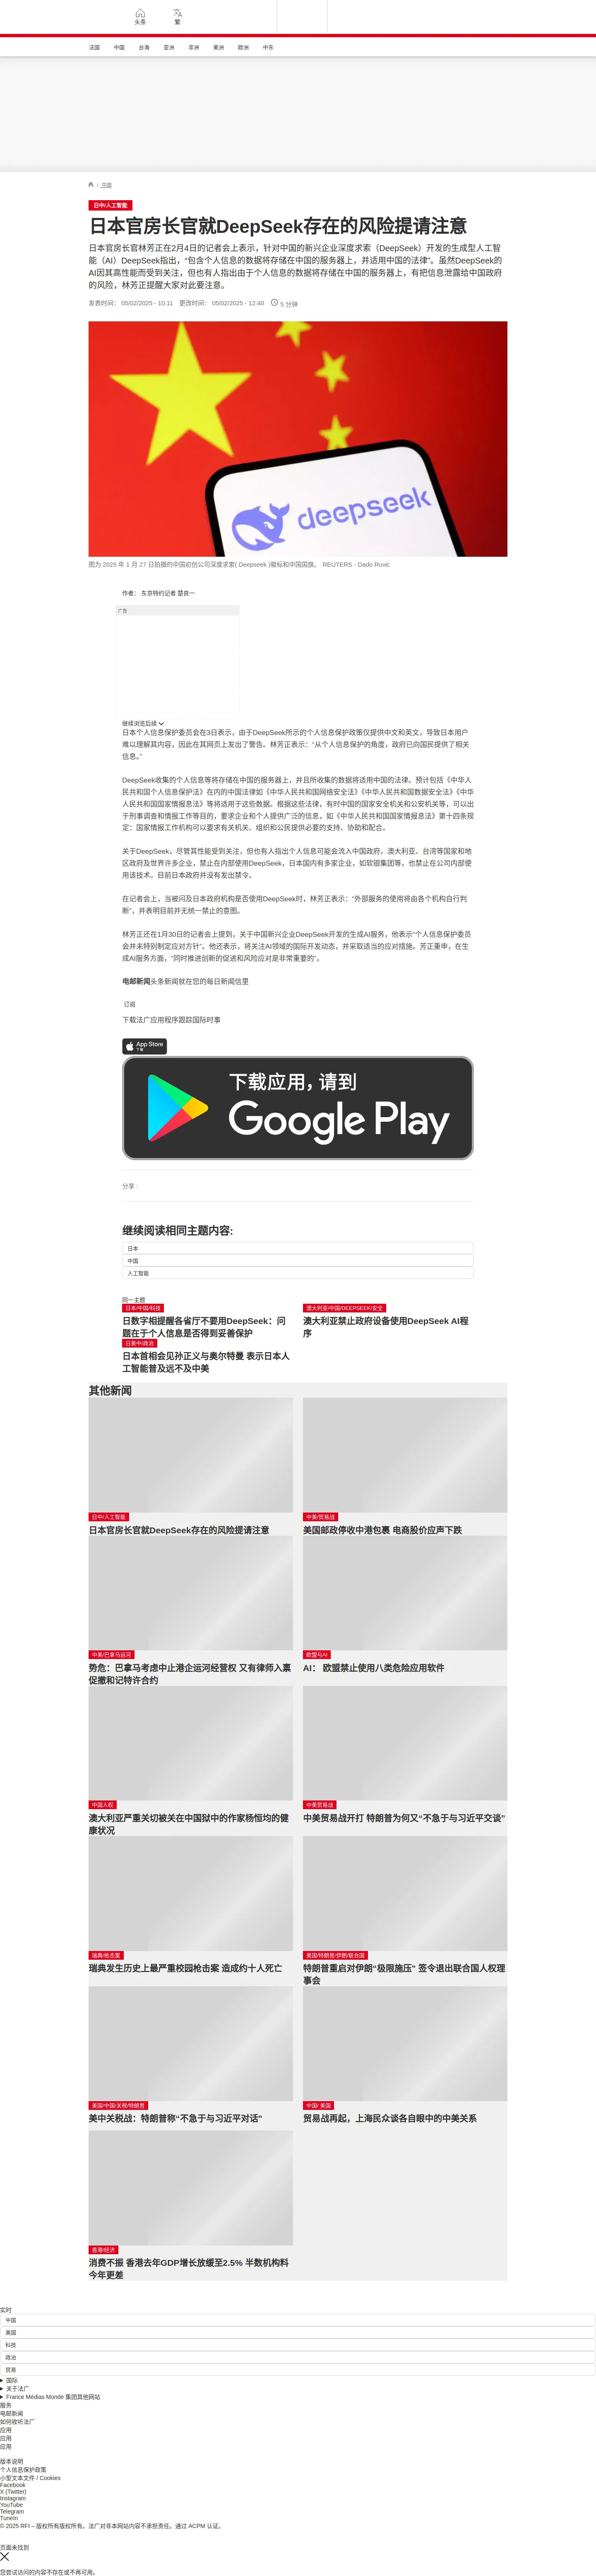 头条
繁
法国 中国 台海 亚洲 非洲 美洲 欧洲 中东
/ 中国
日中/人工智能
日本官房长官就DeepSeek存在的风险提请注意
日本官房长官林芳正在2月4日的记者会上表示，针对中国的新兴企业深度求索（DeepSeek）开发的生成型人工智
能（AI）DeepSeek指出，“包含个人信息的数据将存储在中国的服务器上，并适用中国的法律”。虽然DeepSeek的
AI因其高性能而受到关注，但也有人指出由于个人信息的数据将存储在中国的服务器上，有把信息泄露给中国政府
的风险，林芳正提醒大家对此要注意。
发表时间： 05/02/2025 - 10:11 更改时间： 05/02/2025 - 12:40 5 分钟
deepseek
图为 2025 年 1 月 27 日拍摄的中国初创公司深度求索( Deepseek )徽标和中国国旗。 REUTERS - Dado Ruvic
作者： 东京特约记者 楚良一
广告
继续浏览后续
日本个人信息保护委员会在3日表示，由于DeepSeek所示的个人信息保护政策仅提供中文和英文，导致日本用户
难以理解其内容，因此在其网页上发出了警告。林芳正表示：“从个人信息保护的角度，政府已向国民提供了相关
信息。”
DeepSeek收集的个人信息等将存储在中国的服务器上，并且所收集的数据将适用中国的法律。预计包括《中华人
民共和国个人信息保护法》在内的中国法律如《中华人民共和国网络安全法》《中华人民共和国数据安全法》《中华
人民共和国国家情报息法》等将适用于这些数据。根据这些法律，有时中国的国家安全机关和公安机关等，可以出
于刑事调查和情报工作等目的，要求企业和个人提供广泛的信息，如《中华人民共和国国家情报息法》第十四条规
定：国家情报工作机构可以要求有关机关、组织和公民提供必要的支持、协助和配合。
关于DeepSeek，尽管其性能受到关注，但也有人指出个人信息可能会流入中国政府，澳大利亚、台湾等国家和地
区政府及世界许多企业，禁止在内部使用DeepSeek，日本国内有多家企业，如软银集团等，也禁止在公司内部使
用该技术。目前日本政府并没有发出禁令。
在记者会上，当被问及日本政府机构是否使用DeepSeek时，林芳正表示：“外部服务的使用将由各个机构自行判
断”，并表明目前并无统一禁止的意图。
林芳正还在1月30日的记者会上提到，关于中国新兴企业DeepSeek开发的生成AI服务，他表示“个人信息保护委员
会并未特别制定应对方针”。他还表示，将关注AI领域的国际开发动态，并采取适当的应对措施。芳正重申，在生
成AI服务方面，“同时推进创新的促进和风险应对是非常重要的”。
电邮新闻头条新闻就在您的每日新闻信里
订阅
下载法广应用程序跟踪国际时事
App Store
下载
下载应用，请到
Google Play
分享 :
继续阅读相同主题内容:
日本
中国
人工智能
同一主题
日本/中国/科技
日数字相提醒各省厅不要用DeepSeek：问
题在于个人信息是否得到妥善保护
澳大利亚/中国/DEEPSEEK/安全
澳大利亚禁止政府设备使用DeepSeek AI程
序
日美中/政治
日本首相会见孙正义与奥尔特曼 表示日本人
工智能普及远不及中美
其他新闻
日中/人工智能
日本官房长官就DeepSeek存在的风险提请注意
中美/贸易战
美国邮政停收中港包裹 电商股价应声下跌
中美/巴拿马运河
势危：巴拿马考虑中止港企运河经营权 又有律师入禀
促撤和记特许合约
欧盟与AI
AI： 欧盟禁止使用八类危险应用软件
中国人权
澳大利亚严重关切被关在中国狱中的作家杨恒均的健
康状况
中美贸易战
中美贸易战开打 特朗普为何又“不急于与习近平交谈”
瑞典/枪击案
瑞典发生历史上最严重校园枪击案 造成约十人死亡
美国/特朗普/伊朗/联合国
特朗普重启对伊朗“极限施压” 签令退出联合国人权理
事会
美国/中国/关税/特朗普
美中关税战：特朗普称“不急于与习近平对话”
中国/ 美国
贸易战再起，上海民众谈各自眼中的中美关系
香港/经济
消费不振 香港去年GDP增长放缓至2.5% 半数机构料
今年更差
实时
中国
美国
科技
政治
贸易
国际
关于法广
France Médias Monde 集团其他网站
服务
电邮新闻
如何收听法广
应用
应用
应用
版本说明
个人信息保护政策
小型文本文件 / Cookies
Facebook
X (Twitter)
Instagram
YouTube
Telegram
TuneIn
© 2025 RFI – 版权所有版权所有。法广对非本网站内容不承担责任。通过 ACPM 认证。
页面未找到
您尝试访问的内容不存在或不再可用。